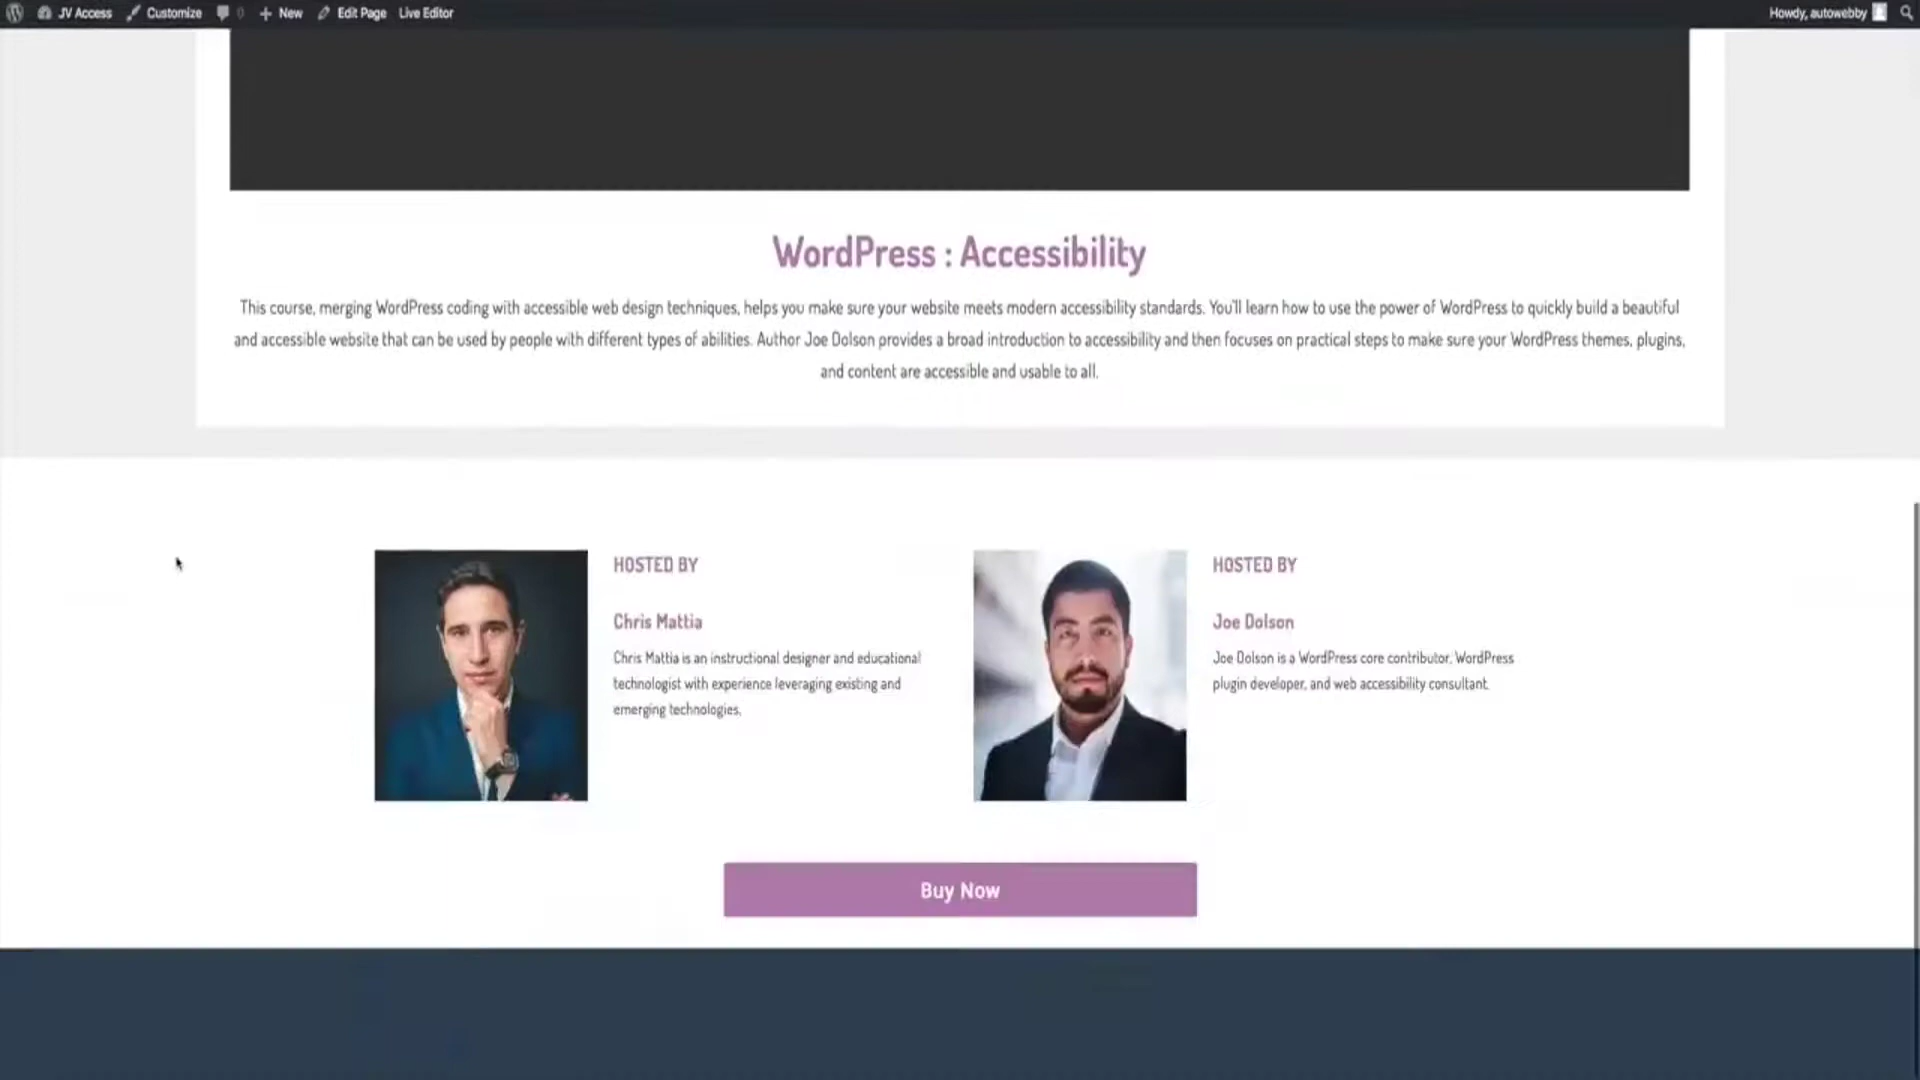 JV Access Customize 0 New Edit Page Live Editor Howdy, autowebby
WordPress : Accessibility
This course, merging WordPress coding with accessible web design techniques, helps you make sure your website meets modern accessibility standards. You'll learn how to use the power of WordPress to quickly build a beautiful
and accessible website that can be used by people with different types of abilities. Author Joe Dolson provides a broad introduction to accessibility and then focuses on practical steps to make sure your WordPress themes, plugins,
and content are accessible and usable to all.
HOSTED BY
Chris Mattia
Chris Mattia is an instructional designer and educational
technologist with experience leveraging existing and
emerging technologies.
HOSTED BY
Joe Dolson
Joe Dolson is a WordPress core contributor, WordPress
plugin developer, and web accessibility consultant.
Buy Now